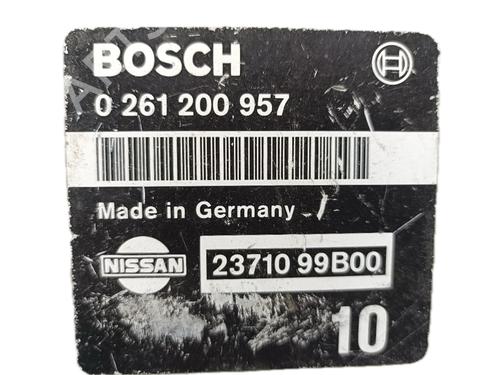 BOSCH
0 261 200 957
Made in Germany
NISSAN
23710 99B00
10